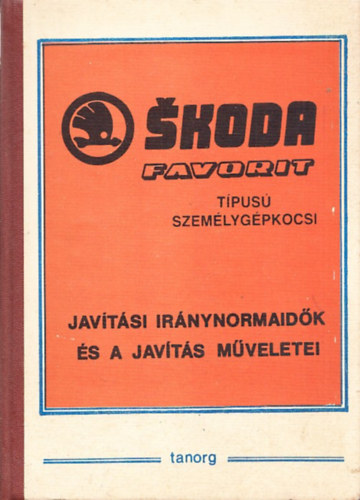 ŠKODA
FAVORIT
TÍPUSÚ
SZEMÉLYGÉPKOCSI
JAVÍTÁSI IRÁNYNORMAIDŐK
ÉS A JAVÍTÁS MŰVELETEI
tanorg